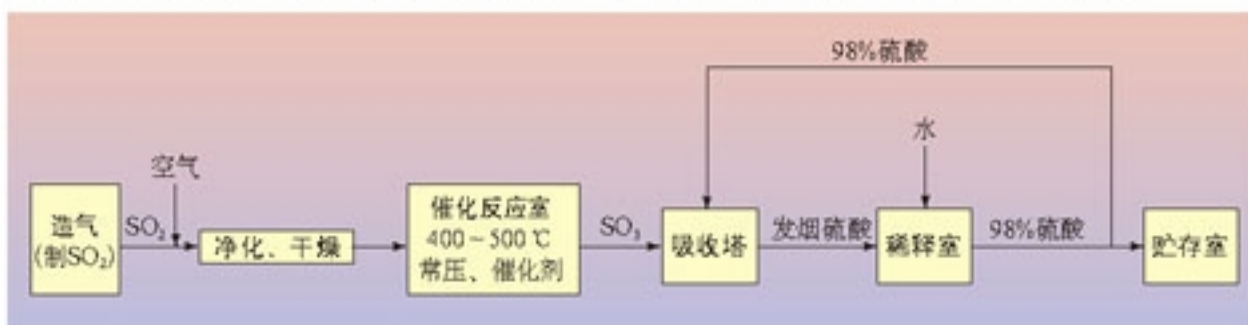 98%硫酸
水
空气
造气
(制SO₂)
SO₂
净化、干燥
催化反应室
400～500 ℃
常压、催化剂
SO₃
吸收塔
发烟硫酸
稀释室
98%硫酸
贮存室